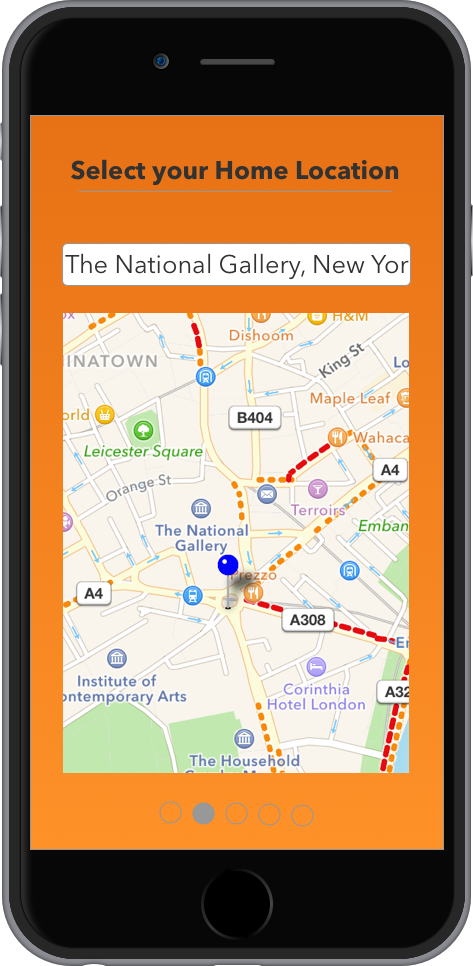 Select your Home Location
The National Gallery, New Yor
ox
H&M
Dishoom
King St
INATOWN
Lo
Maple Leaf
orld
B404
Wahaca
Leicester Square
A4
Orange St
Terroirs
The National
Gallery
Emban
rezzo
A4
A308
Er
Institute of
ontemporary Arts
Corinthia
Hotel London
A32
The Household